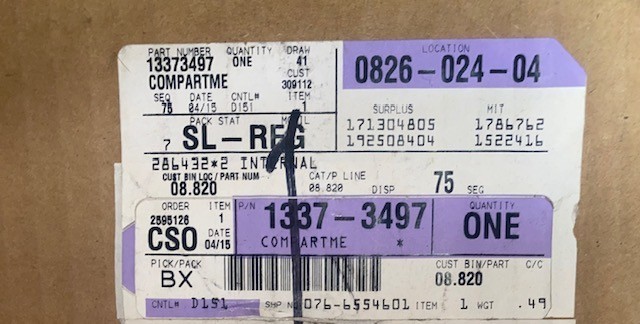 PART NUMBER QUANTITY DRAW
13373497 ONE 41
COMPARTME CUST
309112
SEQ DATE CNTL# ITEM
75 04/15 D151 1
PACK STAT
7 SL-REG
286432*2 INTERNAL
CUST BIN LOC/PART NUM CAT/P LINE
08.820 08.820 DISP 75 SEG
LOCATION
0826-024-04
SURPLUS MIT
171304805 1786762
192508404 1522416
ORDER ITEM P/N 1337-3497 QUANTITY
2595126 1 ONE
CSO DATE COMPARTME *
04/15
PICK/PACK CUST BIN/PART C/C
BX 08.820
CNTL# D151 SHP NO 076-6554601 ITEM 1 WGT .49